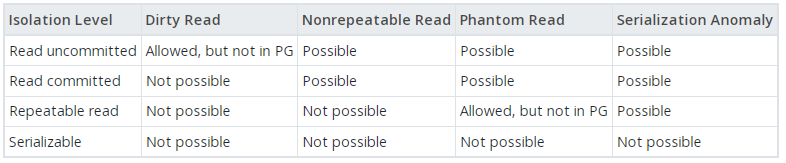 Isolation Level Dirty Read Nonrepeatable Read Phantom Read Serialization Anomaly
Read uncommitted Allowed, but not in PG Possible Possible Possible
Read committed Not possible Possible Possible Possible
Repeatable read Not possible Not possible Allowed, but not in PG Possible
Serializable Not possible Not possible Not possible Not possible